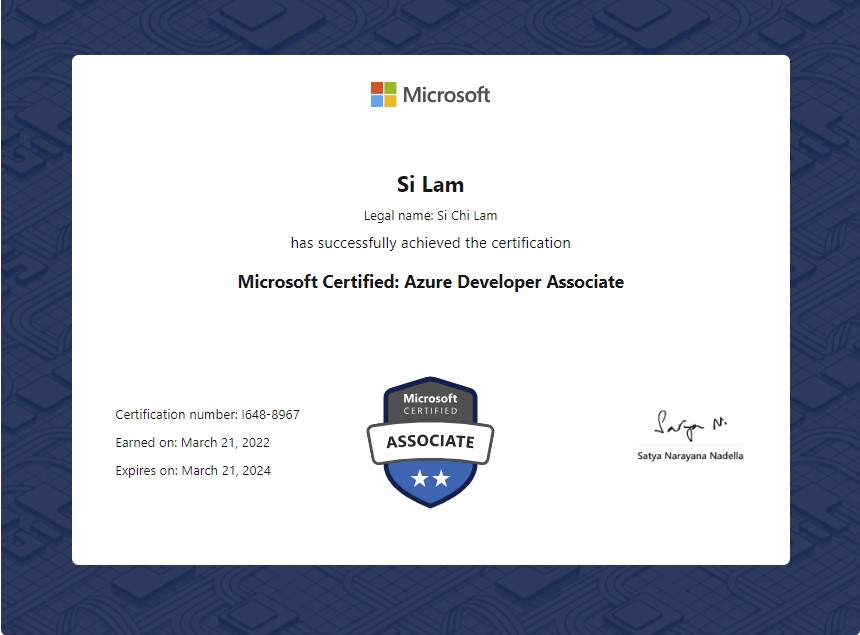 Microsoft
Si Lam
Legal name: Si Chi Lam
has successfully achieved the certification
Microsoft Certified: Azure Developer Associate
Certification number: I648-8967
Earned on: March 21, 2022
Expires on: March 21, 2024
Microsoft
CERTIFIED
ASSOCIATE
Satya N.
Satya Narayana Nadella